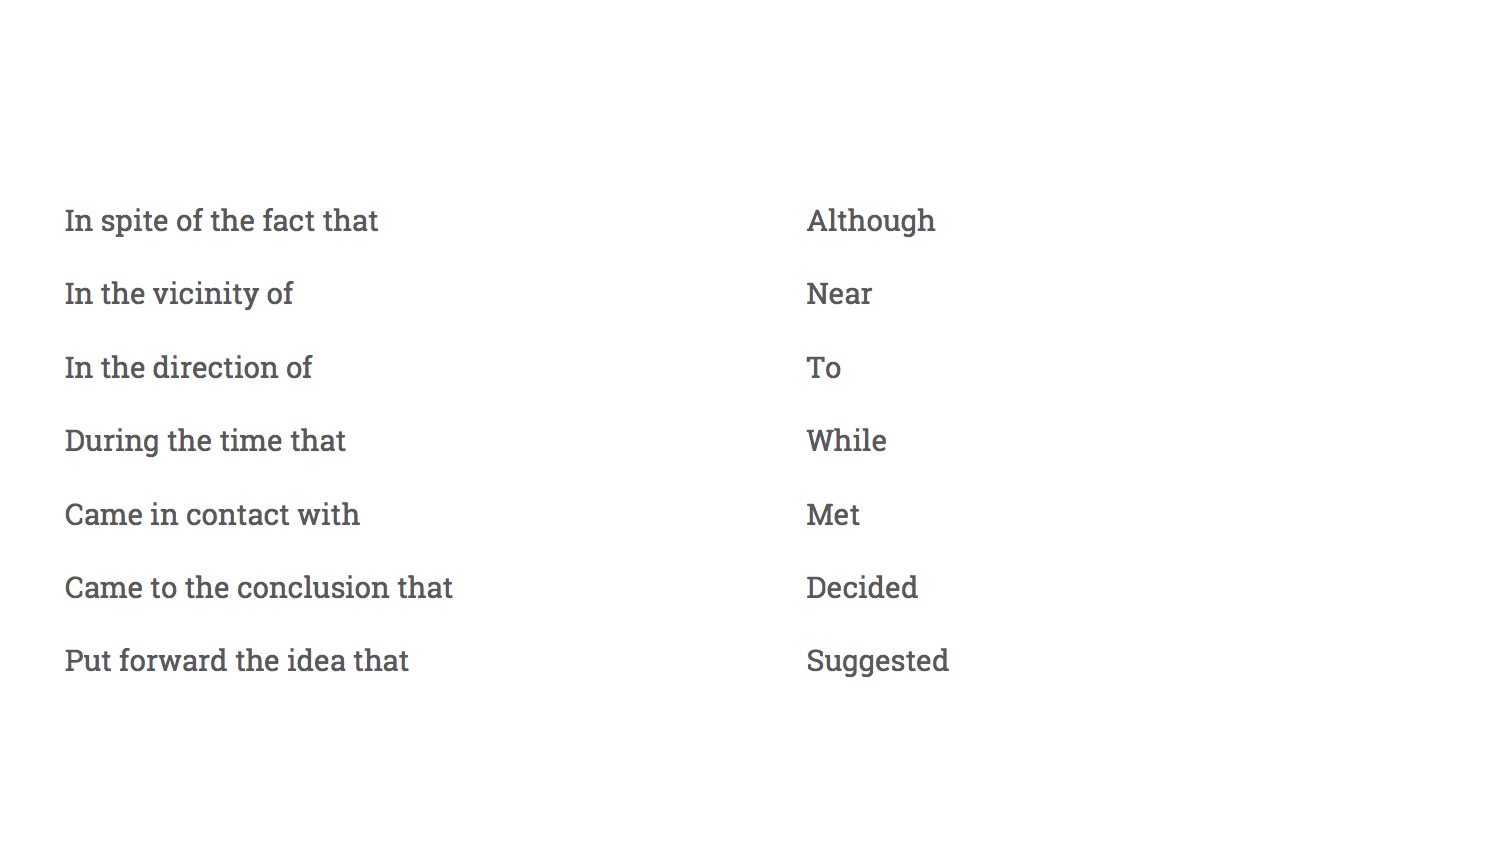 In spite of the fact that Although
In the vicinity of Near
In the direction of To
During the time that While
Came in contact with Met
Came to the conclusion that Decided
Put forward the idea that Suggested